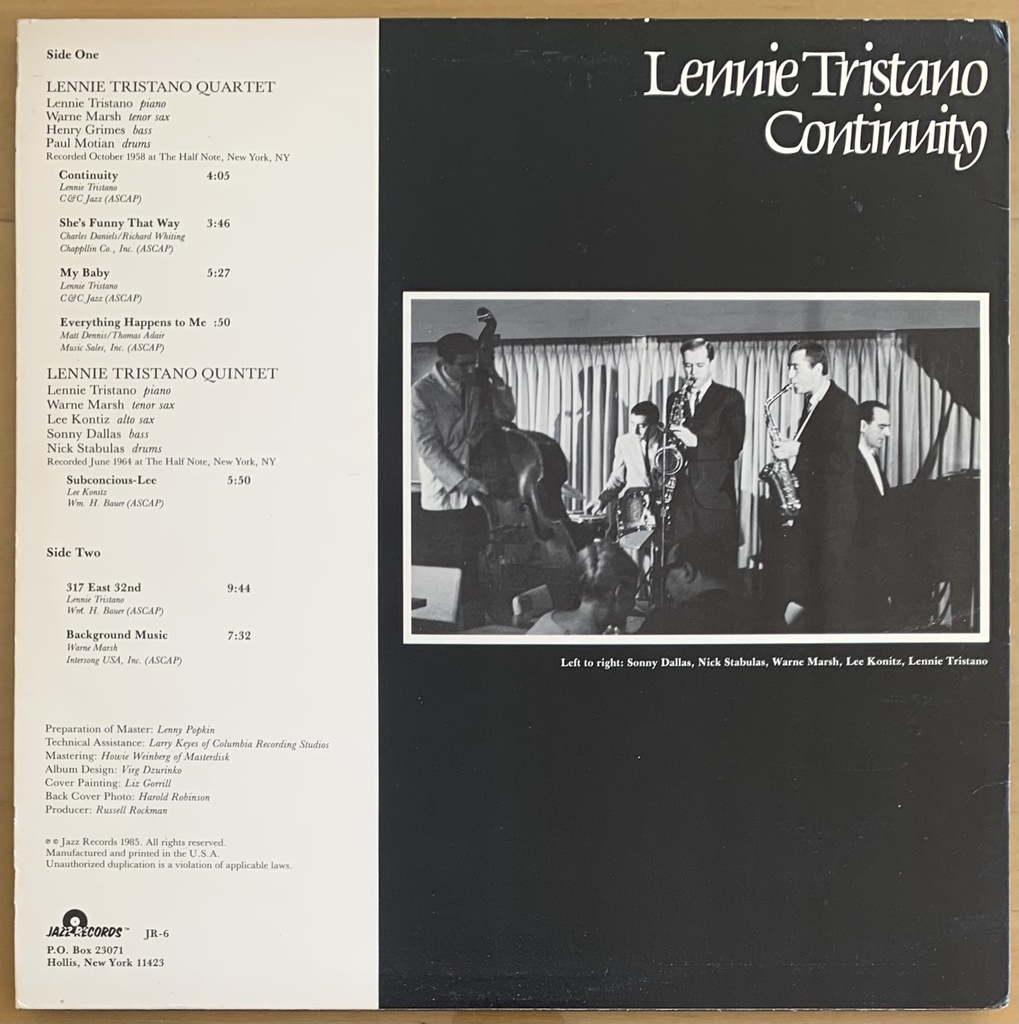 Side One
LENNIE TRISTANO QUARTET
Lennie Tristano piano
Warne Marsh tenor sax
Henry Grimes bass
Paul Motian drums
Recorded October 1958 at The Half Note, New York, NY
Continuity 4:05
Lennie Tristano
C&C Jazz (ASCAP)
She's Funny That Way 3:46
Charles Daniels/Richard Whiting
Chappllin Co., Inc. (ASCAP)
My Baby 5:27
Lennie Tristano
C&C Jazz (ASCAP)
Everything Happens to Me :50
Matt Dennis/Thomas Adair
Music Sales, Inc. (ASCAP)
LENNIE TRISTANO QUINTET
Lennie Tristano piano
Warne Marsh tenor sax
Lee Kontiz alto sax
Sonny Dallas bass
Nick Stabulas drums
Recorded June 1964 at The Half Note, New York, NY
Subconcious-Lee 5:50
Lee Konitz
Wm. H. Bauer (ASCAP)
Side Two
317 East 32nd 9:44
Lennie Tristano
Wm. H. Bauer (ASCAP)
Background Music 7:32
Warne Marsh
Intersong USA, Inc. (ASCAP)
Preparation of Master: Lenny Popkin
Technical Assistance: Larry Keyes of Columbia Recording Studios
Mastering: Howie Weinberg of Masterdisk
Album Design: Virg Dzurinko
Cover Painting: Liz Gorrill
Back Cover Photo: Harold Robinson
Producer: Russell Rockman
℗ © Jazz Records 1985. All rights reserved.
Manufactured and printed in the U.S.A.
Unauthorized duplication is a violation of applicable laws.
JAZZ RECORDS™ JR-6
P.O. Box 23071
Hollis, New York 11423
Lennie Tristano
Continuity
Left to right: Sonny Dallas, Nick Stabulas, Warne Marsh, Lee Konitz, Lennie Tristano